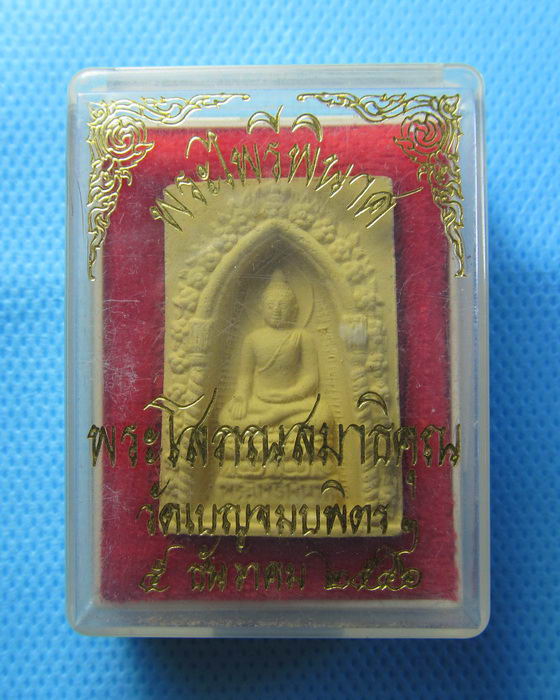 พระไพรีพินาศ
พระโสภณสมาธิคุณ
วัดเบญจมบพิตร ฯ
๕ ธันวาคม ๒๕๔๖